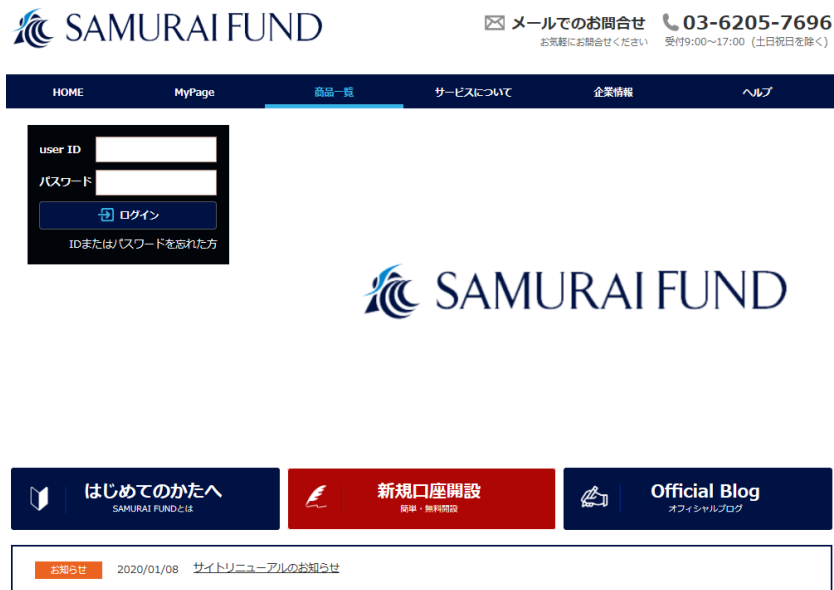 SAMURAI FUND
メールでのお問合せ
お気軽にお問合せください
03-6205-7696
受付9:00～17:00 (土日祝日を除く)
HOME MyPage 商品一覧 サービスについて 企業情報 ヘルプ
user ID
パスワード
ログイン
IDまたはパスワードを忘れた方
SAMURAI FUND
はじめてのかたへ
SAMURAI FUNDとは
新規口座開設
簡単・無料開設
Official Blog
オフィシャルブログ
お知らせ 2020/01/08 サイトリニューアルのお知らせ